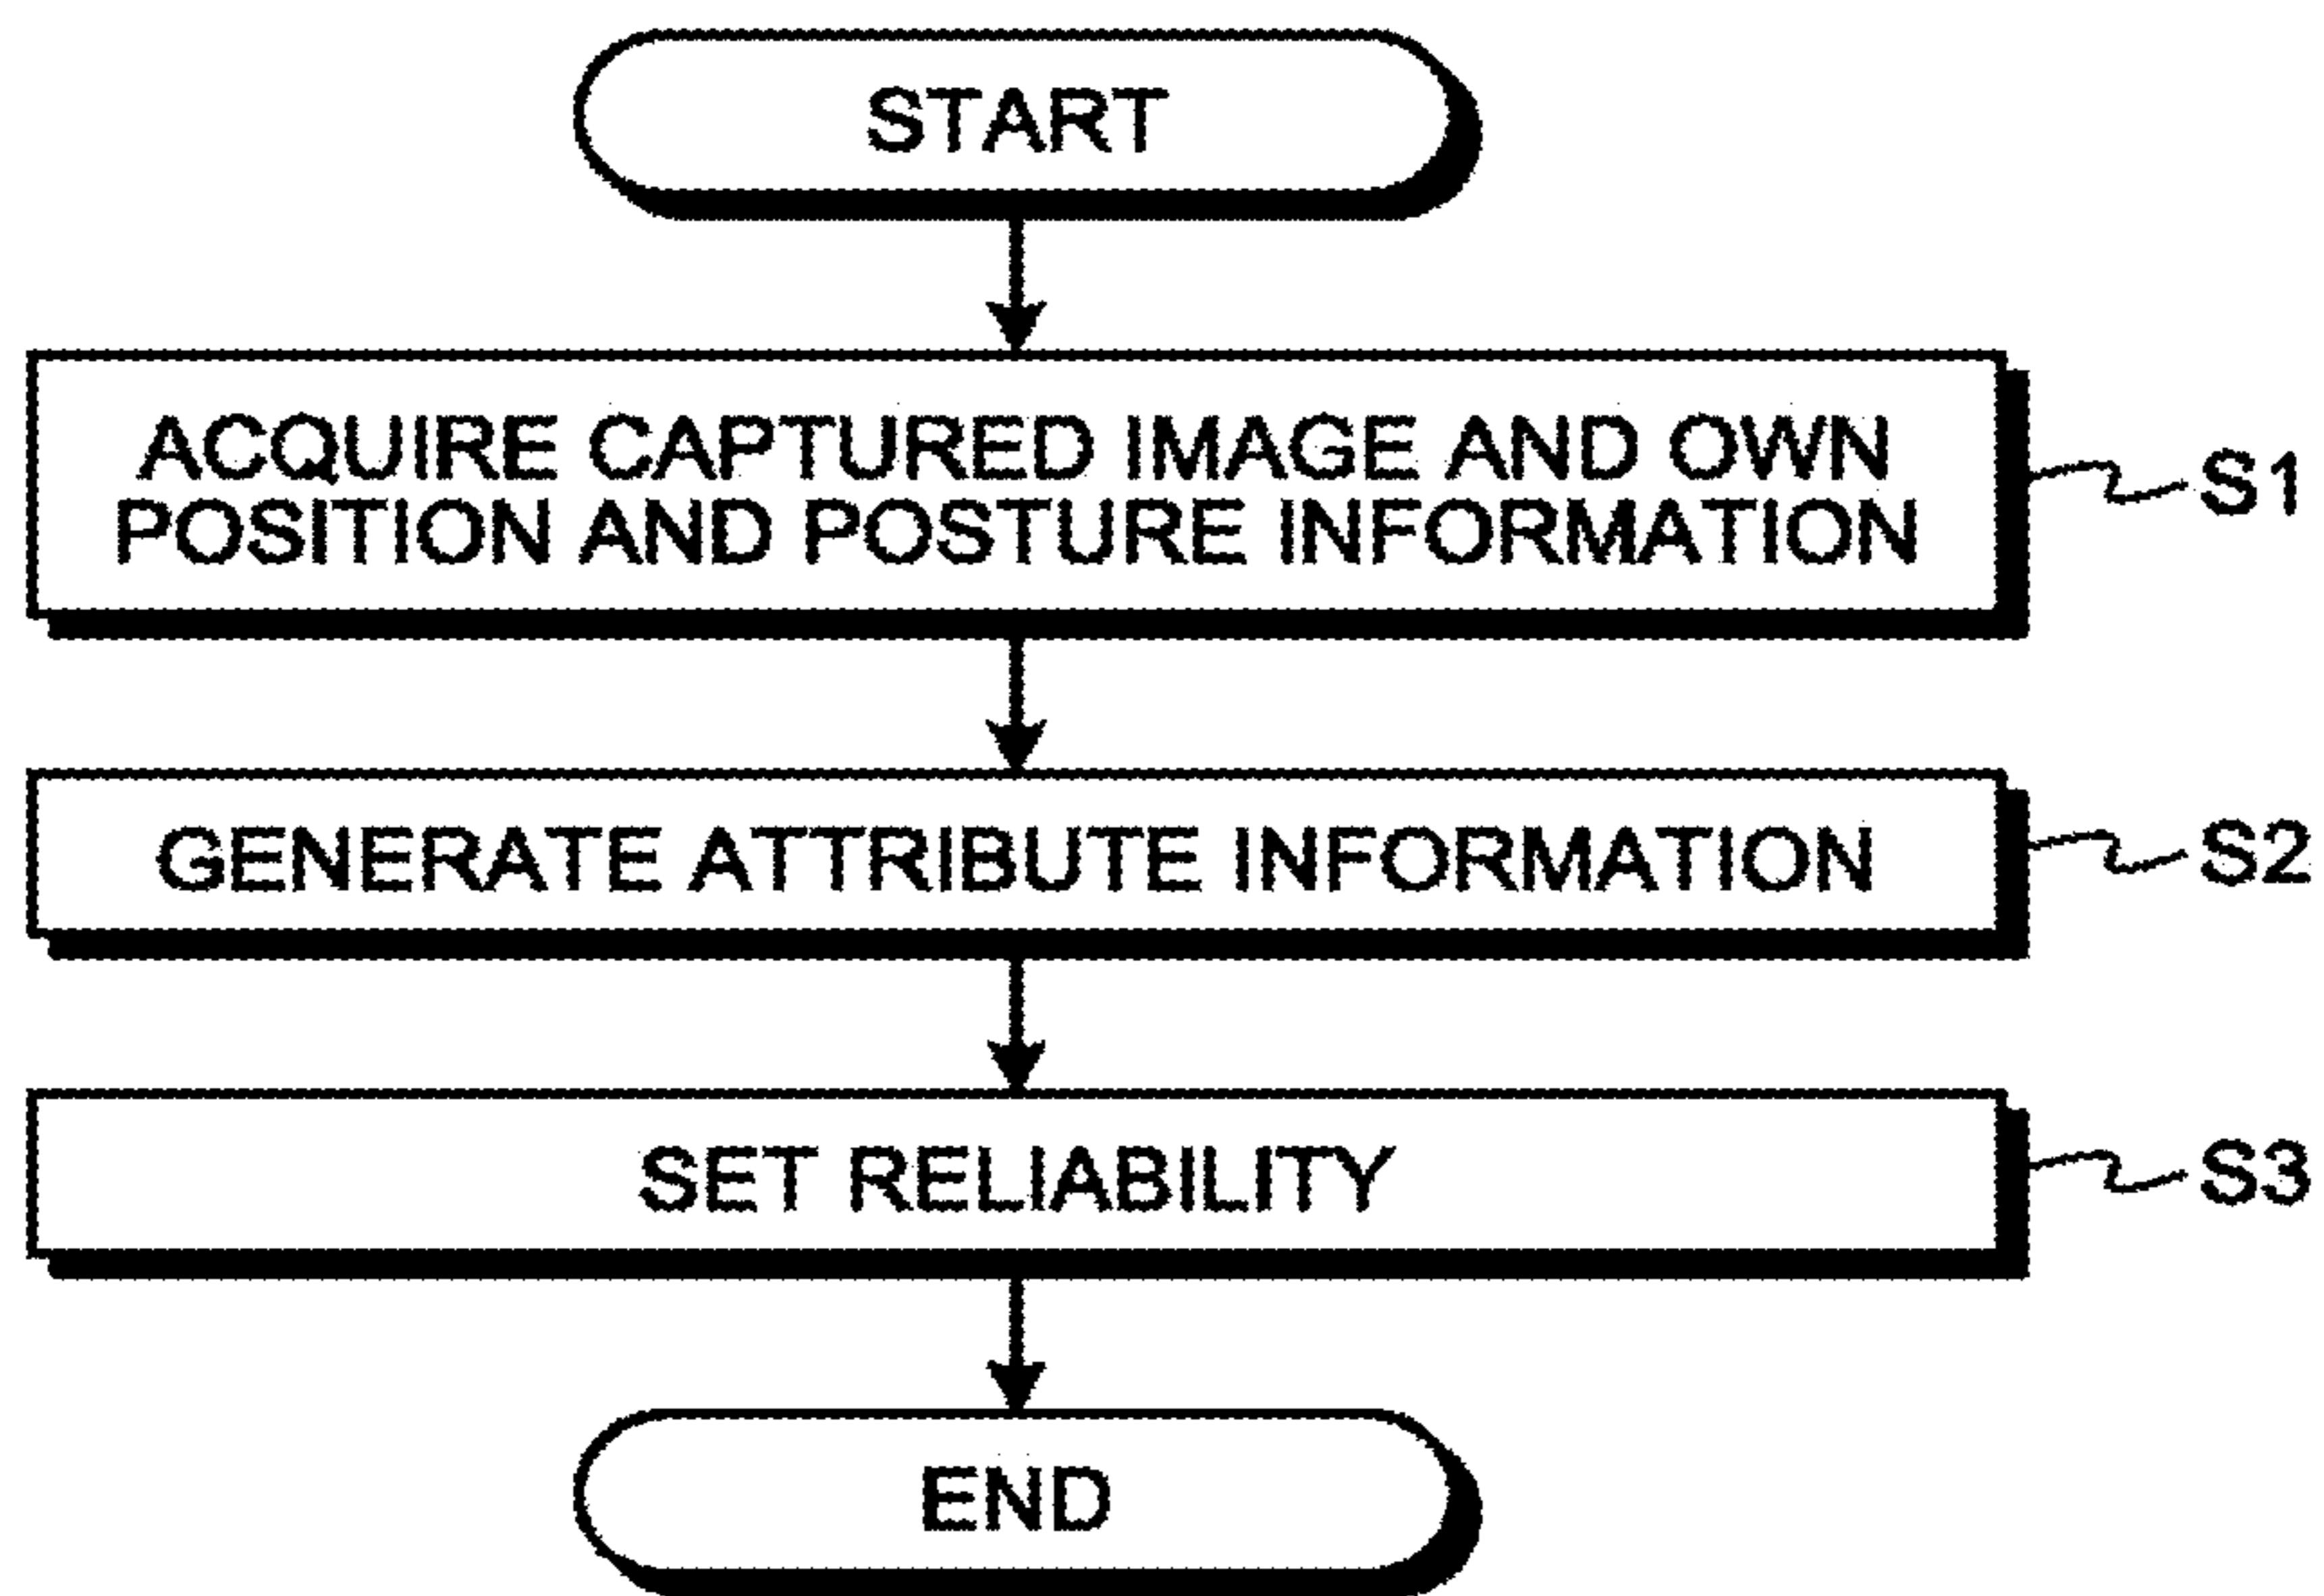 START
ACQUIRE CAPTURED IMAGE AND OWN
POSITION AND POSTURE INFORMATION
S1
GENERATE ATTRIBUTE INFORMATION
S2
SET RELIABILITY
S3
END